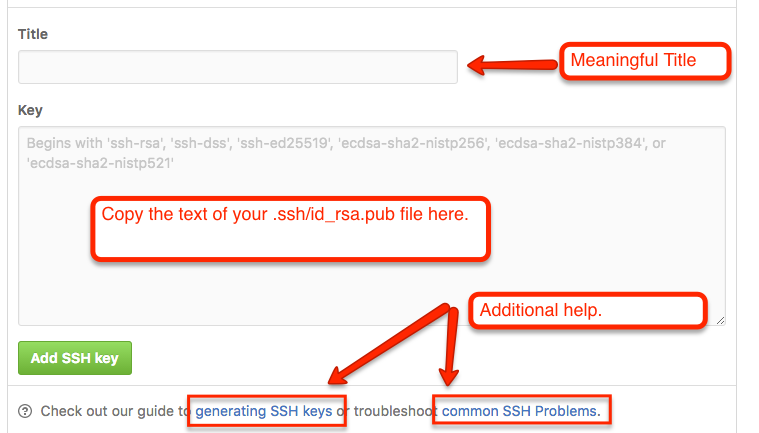 Title
Meaningful Title
Key
Begins with 'ssh-rsa', 'ssh-dss', 'ssh-ed25519', 'ecdsa-sha2-nistp256', 'ecdsa-sha2-nistp384', or
'ecdsa-sha2-nistp521'
Copy the text of your .ssh/id_rsa.pub file here.
Additional help.
Add SSH key
Check out our guide to generating SSH keys or troubleshoot common SSH Problems.